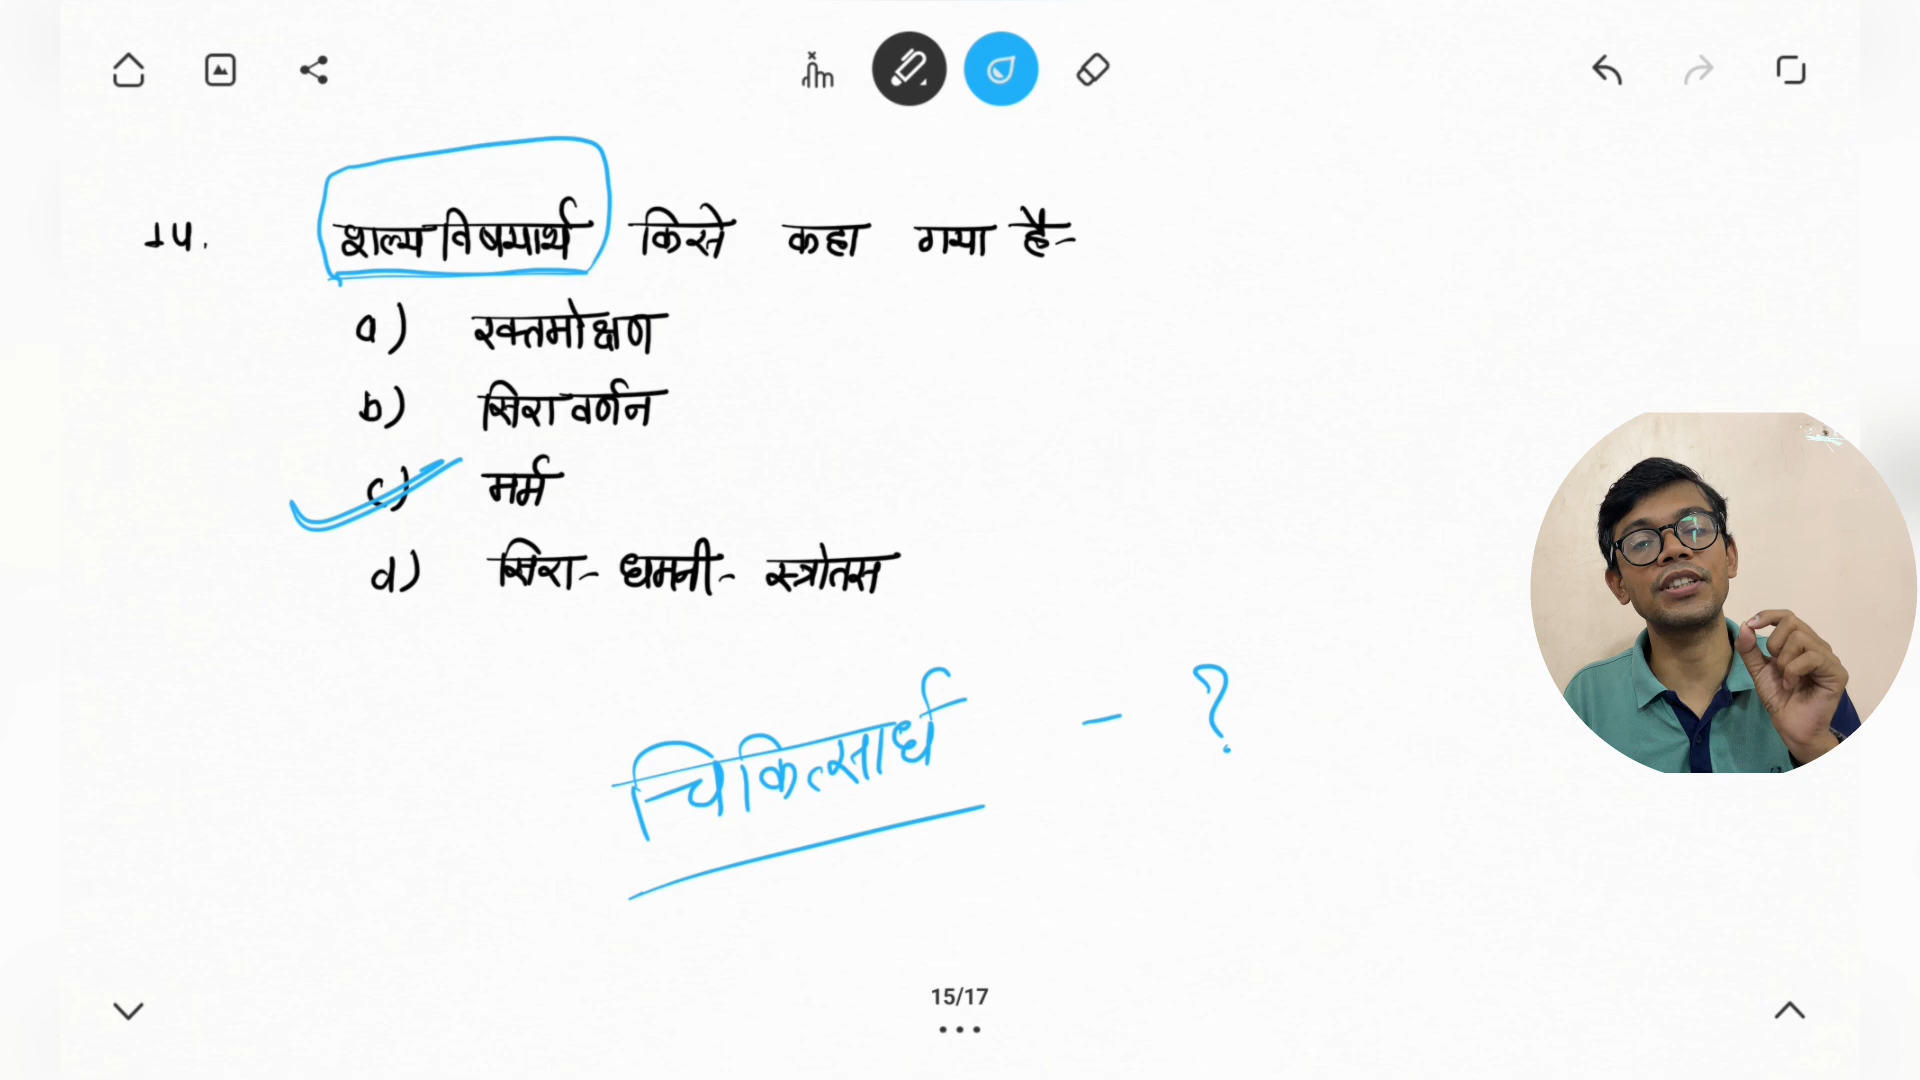 14. शल्य विषयार्थ किसे कहा गया है-
a) रक्तमोक्षण
b) सिरा वर्णन
c) मर्म
d) सिरा- धमनी- स्त्रोतस
चिकित्सार्ध - ?
15/17